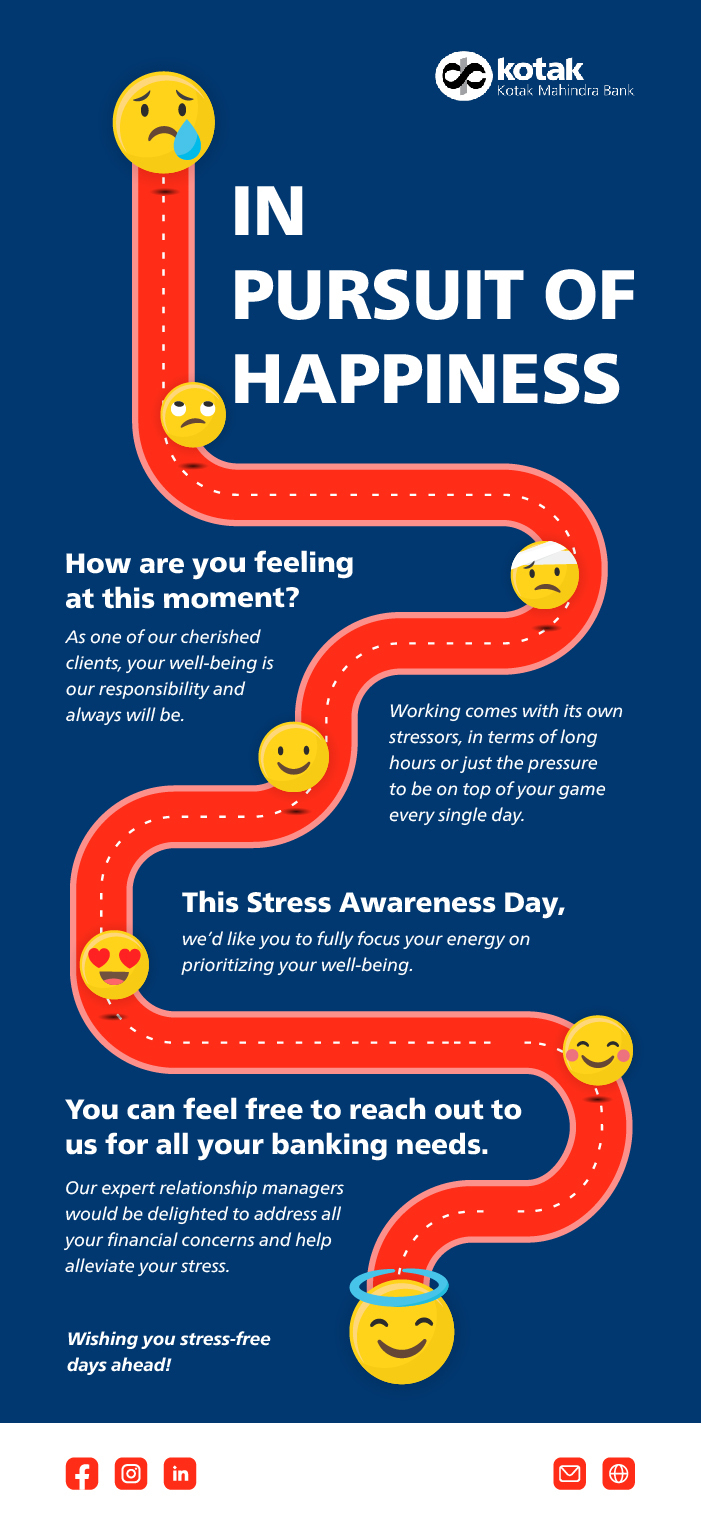 kotak
Kotak Mahindra Bank
IN
PURSUIT OF
HAPPINESS
How are you feeling
at this moment?
As one of our cherished
clients, your well-being is
our responsibility and
always will be.
Working comes with its own
stressors, in terms of long
hours or just the pressure
to be on top of your game
every single day.
This Stress Awareness Day,
we’d like you to fully focus your energy on
prioritizing your well-being.
You can feel free to reach out to
us for all your banking needs.
Our expert relationship managers
would be delighted to address all
your financial concerns and help
alleviate your stress.
Wishing you stress-free
days ahead!